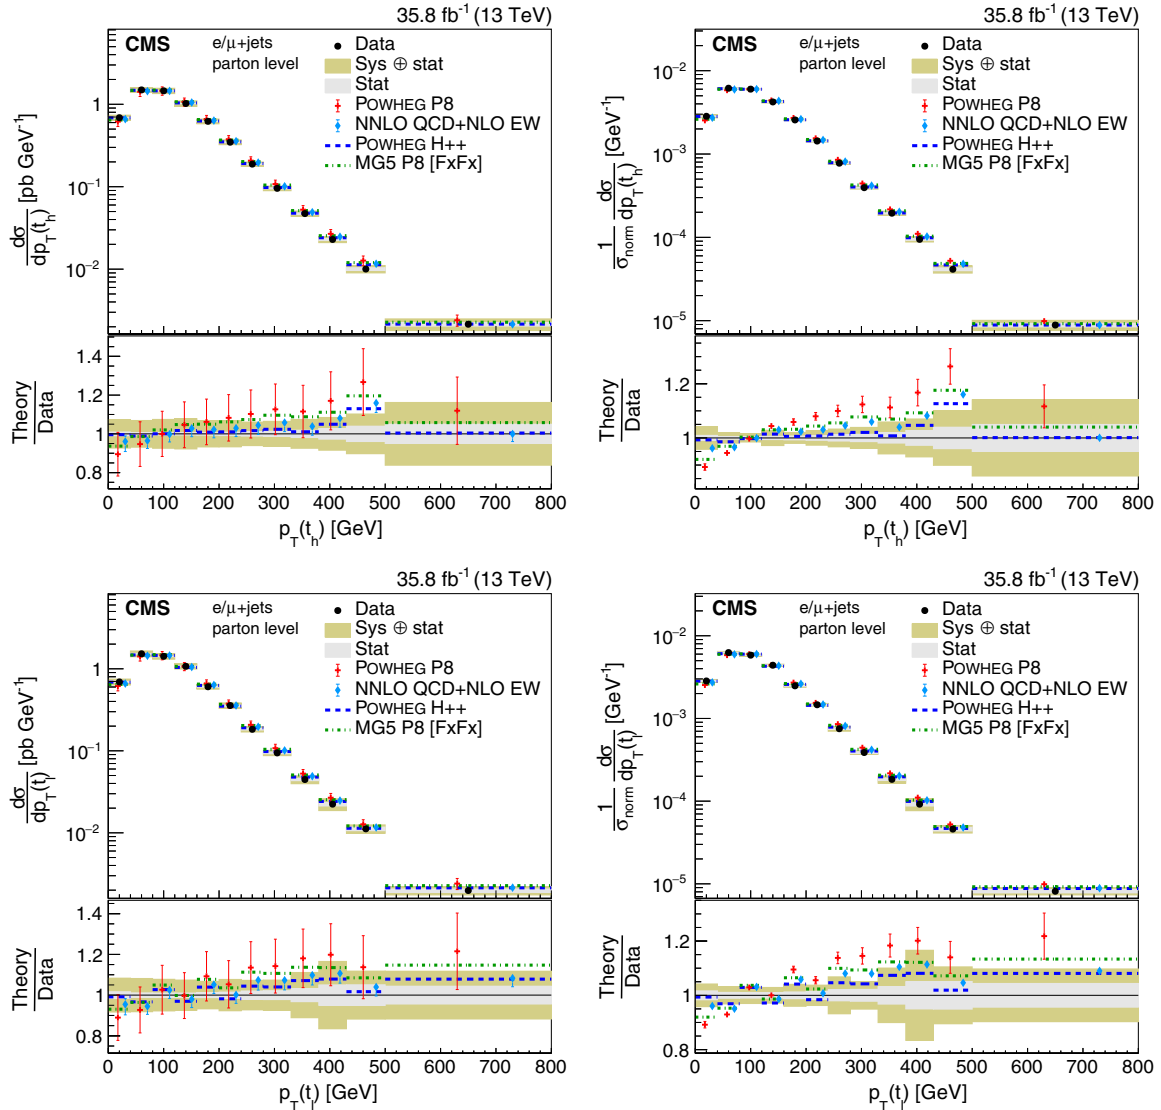 35.8 fb⁻¹ (13 TeV)
CMS
e/μ+jets
parton level
Data
Sys ⊕ stat
Stat
POWHEG P8
NNLO QCD+NLO EW
POWHEG H++
MG5 P8 [FxFx]
dσ/dp_T(t_h) [pb GeV⁻¹]
1
10⁻¹
10⁻²
Theory/Data
1.4
1.2
1
0.8
0 100 200 300 400 500 600 700 800
p_T(t_h) [GeV]
35.8 fb⁻¹ (13 TeV)
CMS
e/μ+jets
parton level
Data
Sys ⊕ stat
Stat
POWHEG P8
NNLO QCD+NLO EW
POWHEG H++
MG5 P8 [FxFx]
1/σ_norm dσ/dp_T(t_h) [GeV⁻¹]
10⁻²
10⁻³
10⁻⁴
10⁻⁵
Theory/Data
1.2
1
0 100 200 300 400 500 600 700 800
p_T(t_h) [GeV]
35.8 fb⁻¹ (13 TeV)
CMS
e/μ+jets
parton level
Data
Sys ⊕ stat
Stat
POWHEG P8
NNLO QCD+NLO EW
POWHEG H++
MG5 P8 [FxFx]
dσ/dp_T(t_l) [pb GeV⁻¹]
1
10⁻¹
10⁻²
Theory/Data
1.4
1.2
1
0.8
0 100 200 300 400 500 600 700 800
p_T(t_l) [GeV]
35.8 fb⁻¹ (13 TeV)
CMS
e/μ+jets
parton level
Data
Sys ⊕ stat
Stat
POWHEG P8
NNLO QCD+NLO EW
POWHEG H++
MG5 P8 [FxFx]
1/σ_norm dσ/dp_T(t_l) [GeV⁻¹]
10⁻²
10⁻³
10⁻⁴
10⁻⁵
Theory/Data
1.2
1
0.8
0 100 200 300 400 500 600 700 800
p_T(t_l) [GeV]